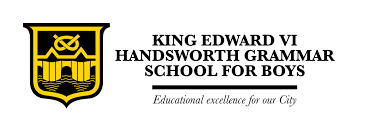 KING EDWARD VI
HANDSWORTH GRAMMAR
SCHOOL FOR BOYS
Educational excellence for our City